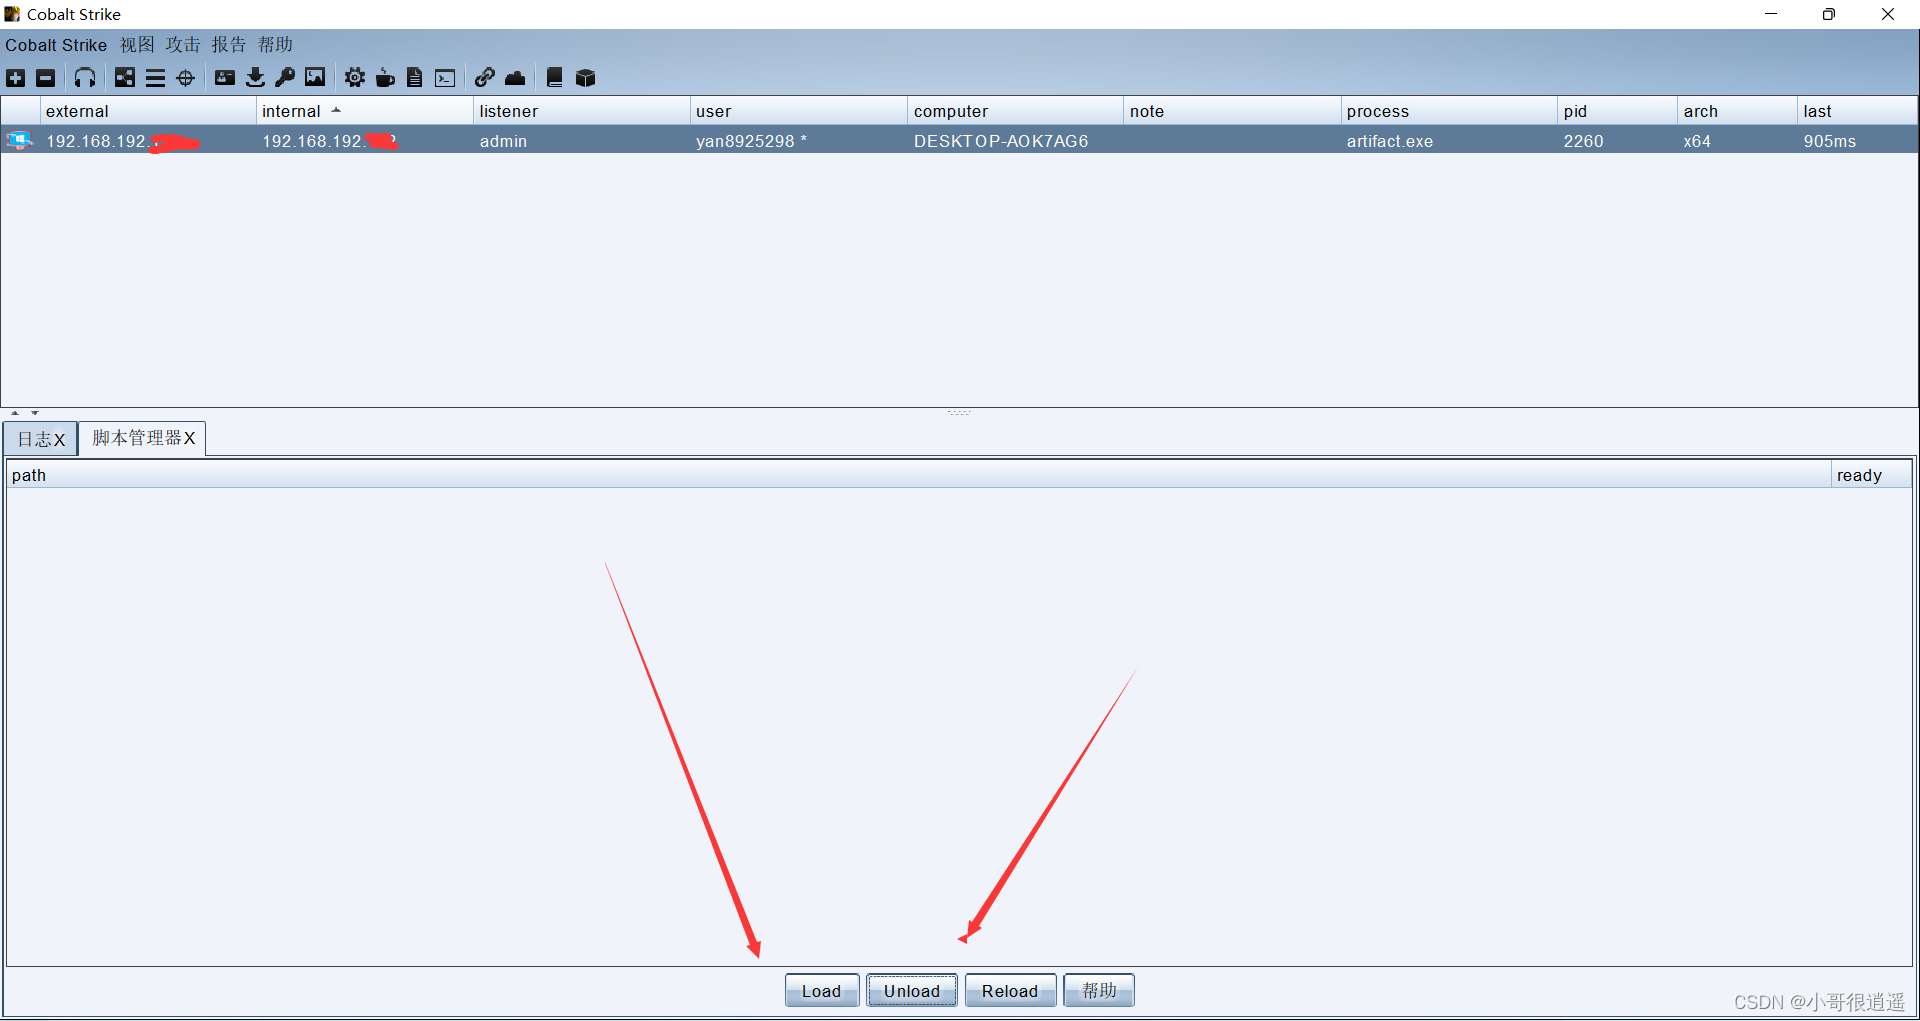 Cobalt Strike
Cobalt Strike 视图 攻击 报告 帮助
external internal listener user computer note process pid arch last
192.168.192. 192.168.192. admin yan8925298 * DESKTOP-AOK7AG6 artifact.exe 2260 x64 905ms
日志X 脚本管理器X
path ready
Load Unload Reload 帮助
CSDN @小哥很逍遥